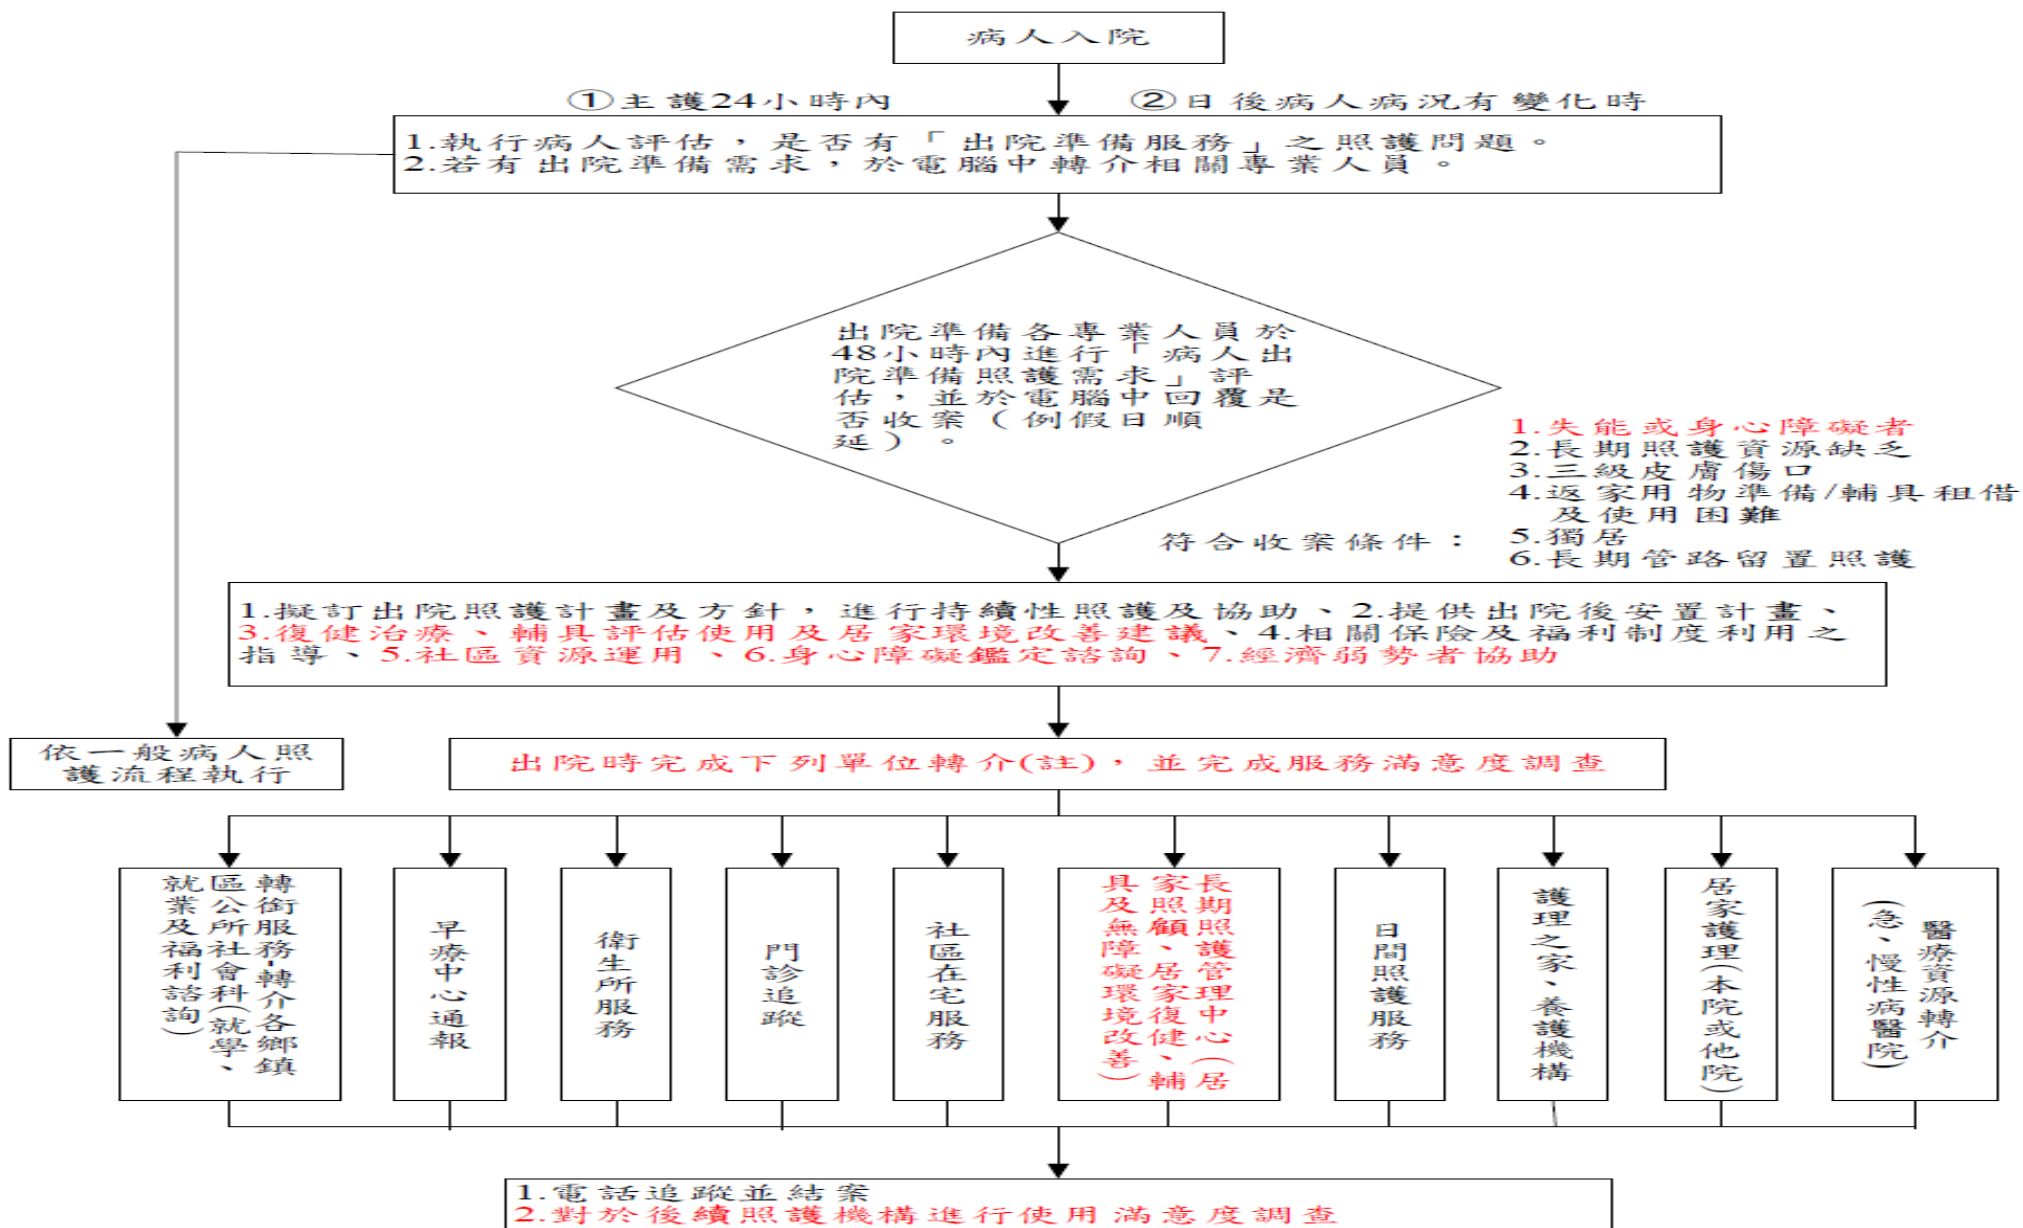 病人入院
①主護24小時內
②日後病人病況有變化時
1.執行病人評估，是否有「出院準備服務」之照護問題。
2.若有出院準備需求，於電腦中轉介相關專業人員。
出院準備各專業人員於
48小時內進行「病人出
院準備照護需求」評
估，並於電腦中回覆是
否收案（例假日順
延）。
符合收案條件：
1.失能或身心障礙者
2.長期照護資源缺乏
3.三級皮膚傷口
4.返家用物準備/輔具租借
及使用困難
5.獨居
6.長期管路留置照護
1.擬訂出院照護計畫及方針，進行持續性照護及協助、2.提供出院後安置計畫、
3.復健治療、輔具評估使用及居家環境改善建議、4.相關保險及福利制度利用之
指導、5.社區資源運用、6.身心障礙鑑定諮詢、7.經濟弱勢者協助
依一般病人照
護流程執行
出院時完成下列單位轉介(註)，並完成服務滿意度調查
轉銜服務-轉介各鄉鎮
區公所社會科(就學、
就業及福利諮詢)
早療中心通報
衛生所服務
門診追蹤
社區在宅服務
長期照護管理中心(居
家照顧、居家復健、輔
具及無障礙環境改善)
日間照護服務
護理之家、養護機構
居家護理(本院或他院)
醫療資源轉介
(急、慢性病醫院)
1.電話追蹤並結案
2.對於後續照護機構進行使用滿意度調查